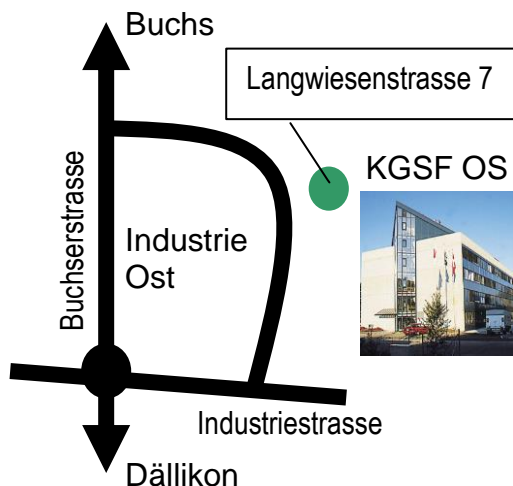 Buchs
Langwiesenstrasse 7
KGSF OS
Buchserstrasse
Industrie
Ost
Industriestrasse
Dällikon